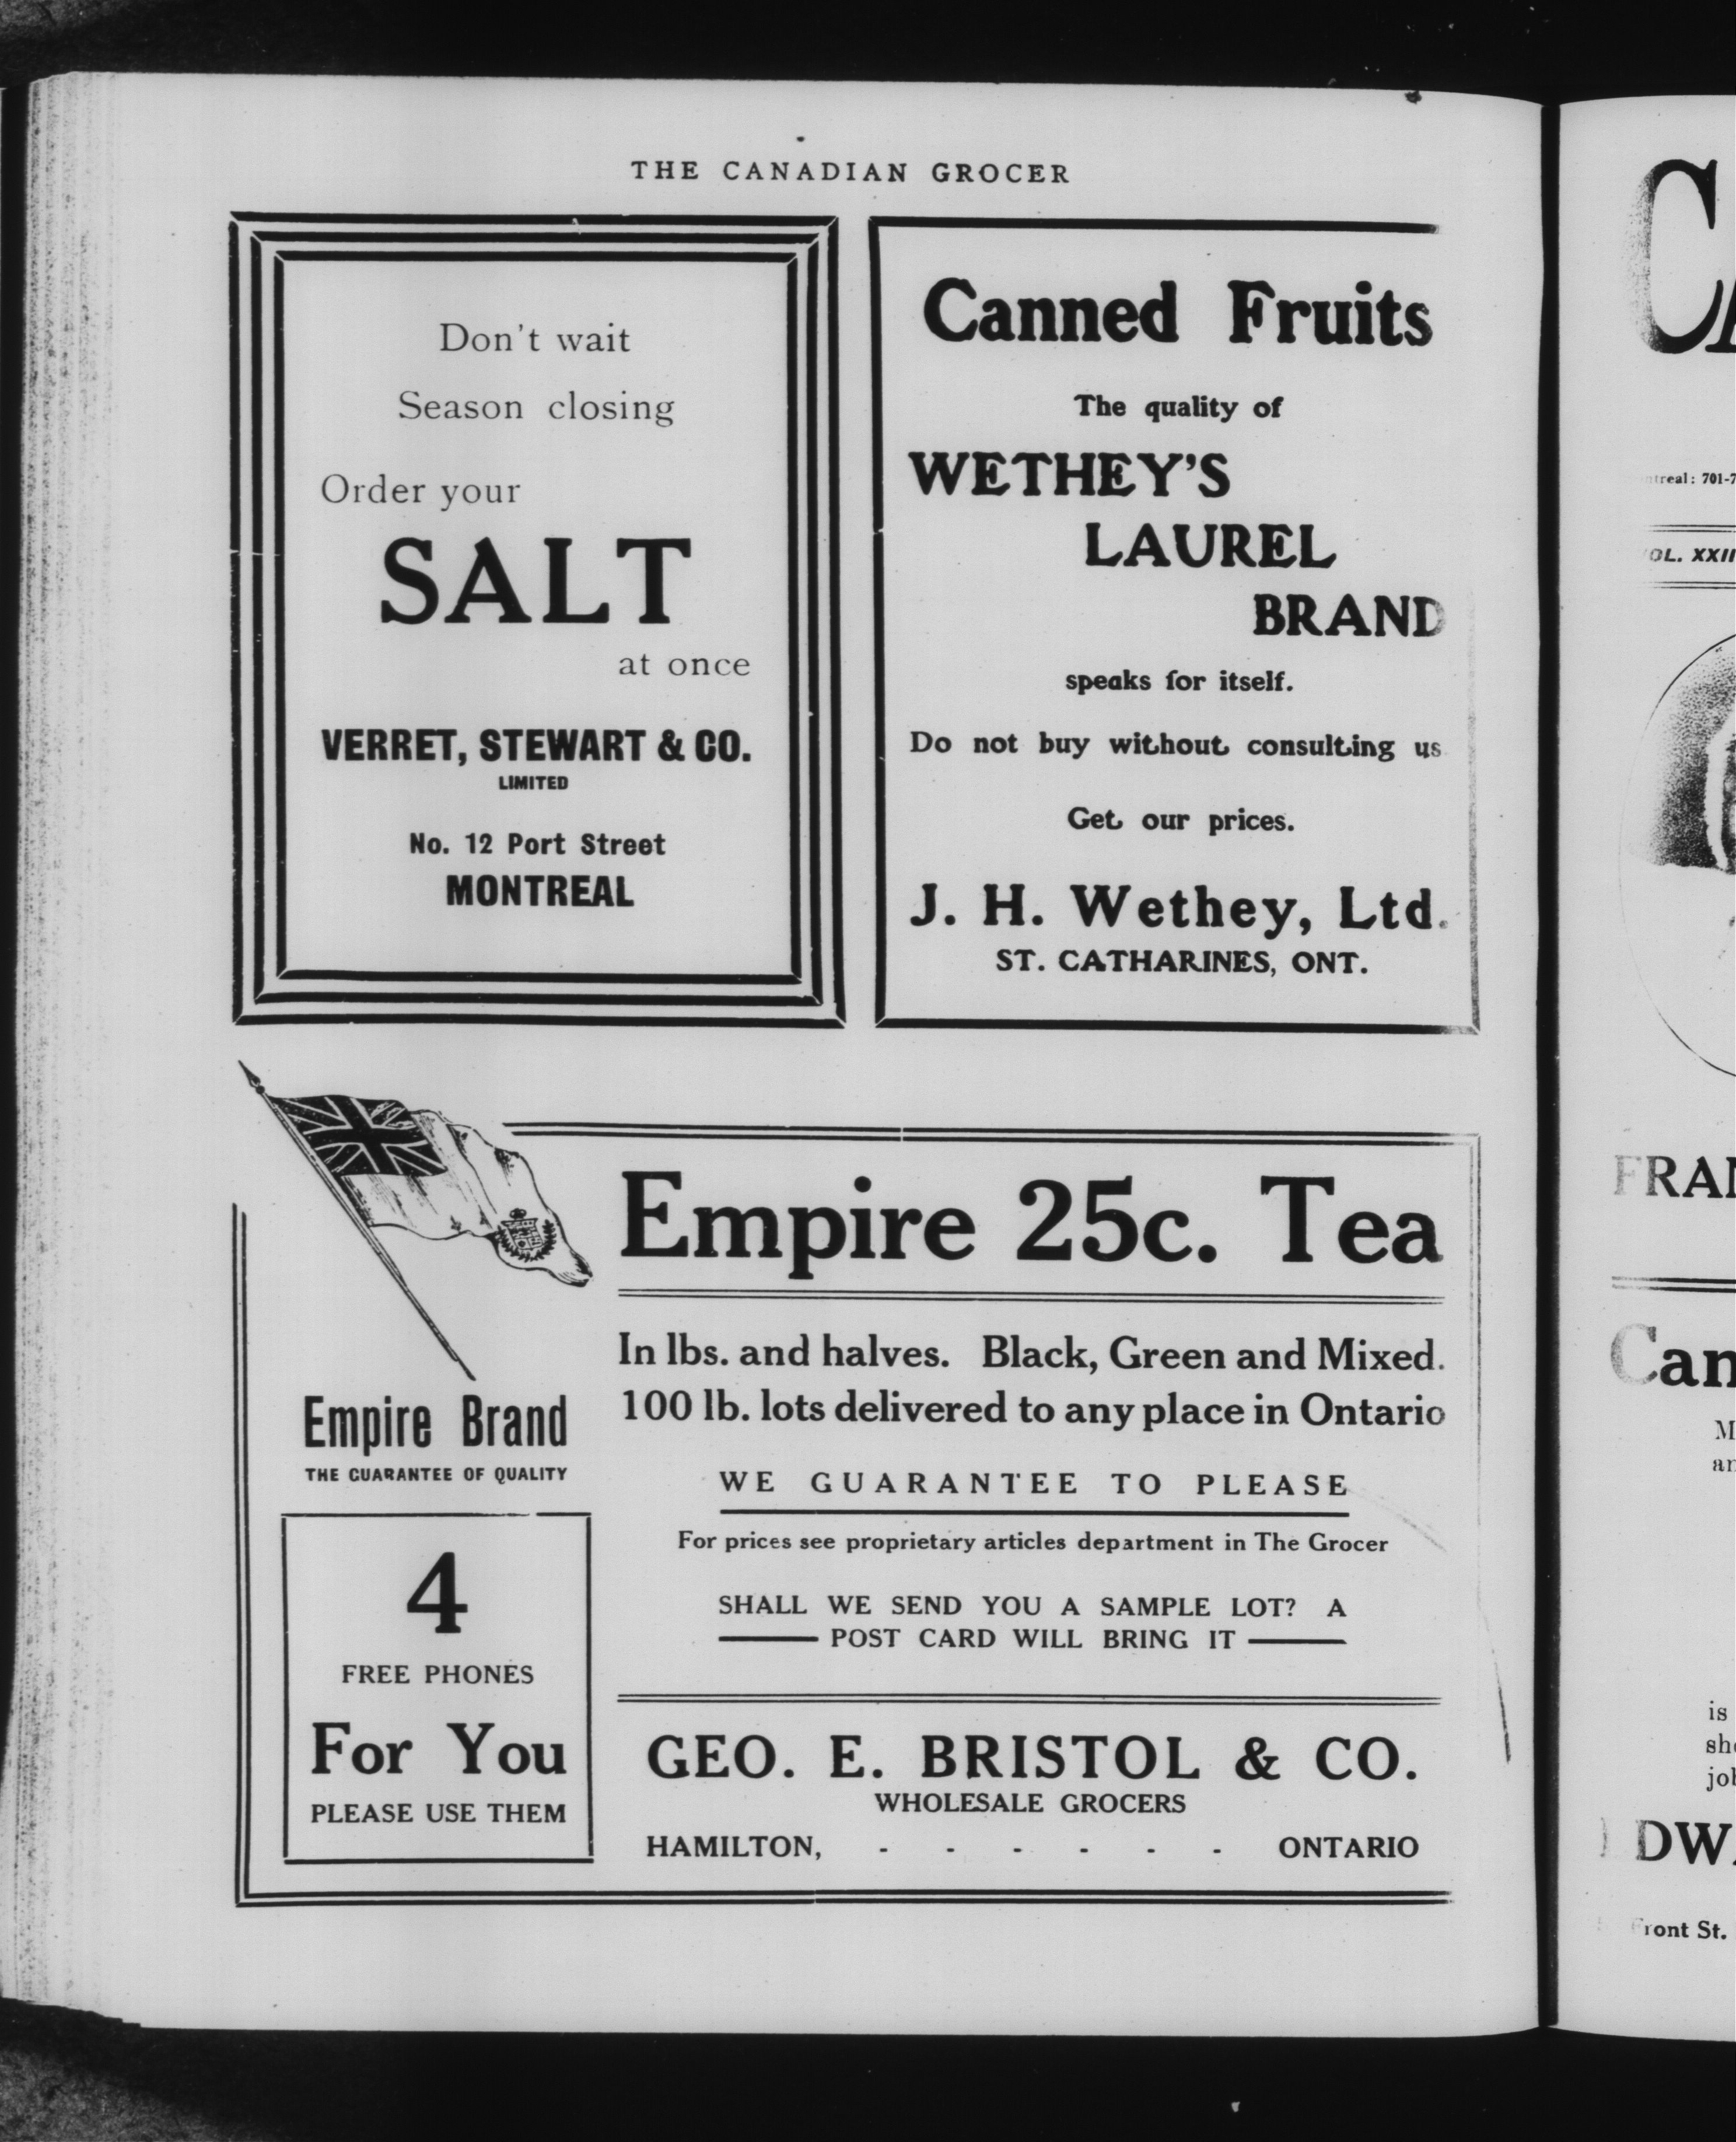 THE CANADIAN GROCER
Don't wait
Season closing
Order your
SALT
at once
VERRET, STEWART & CO.
LIMITED
No. 12 Port Street
MONTREAL
Canned Fruits
The quality of
WETHEY'S
LAUREL
BRAND
speaks for itself.
Do not buy without consulting us
Get our prices.
J. H. Wethey, Ltd.
ST. CATHARINES, ONT.
Empire Brand
THE GUARANTEE OF QUALITY
4
FREE PHONES
For You
PLEASE USE THEM
Empire 25c. Tea
In lbs. and halves. Black, Green and Mixed.
100 lb. lots delivered to any place in Ontario
WE GUARANTEE TO PLEASE
For prices see proprietary articles department in The Grocer
SHALL WE SEND YOU A SAMPLE LOT? A
POST CARD WILL BRING IT
GEO. E. BRISTOL & CO.
WHOLESALE GROCERS
HAMILTON, - - - - - - ONTARIO
VOL. XXII
is
Front St.